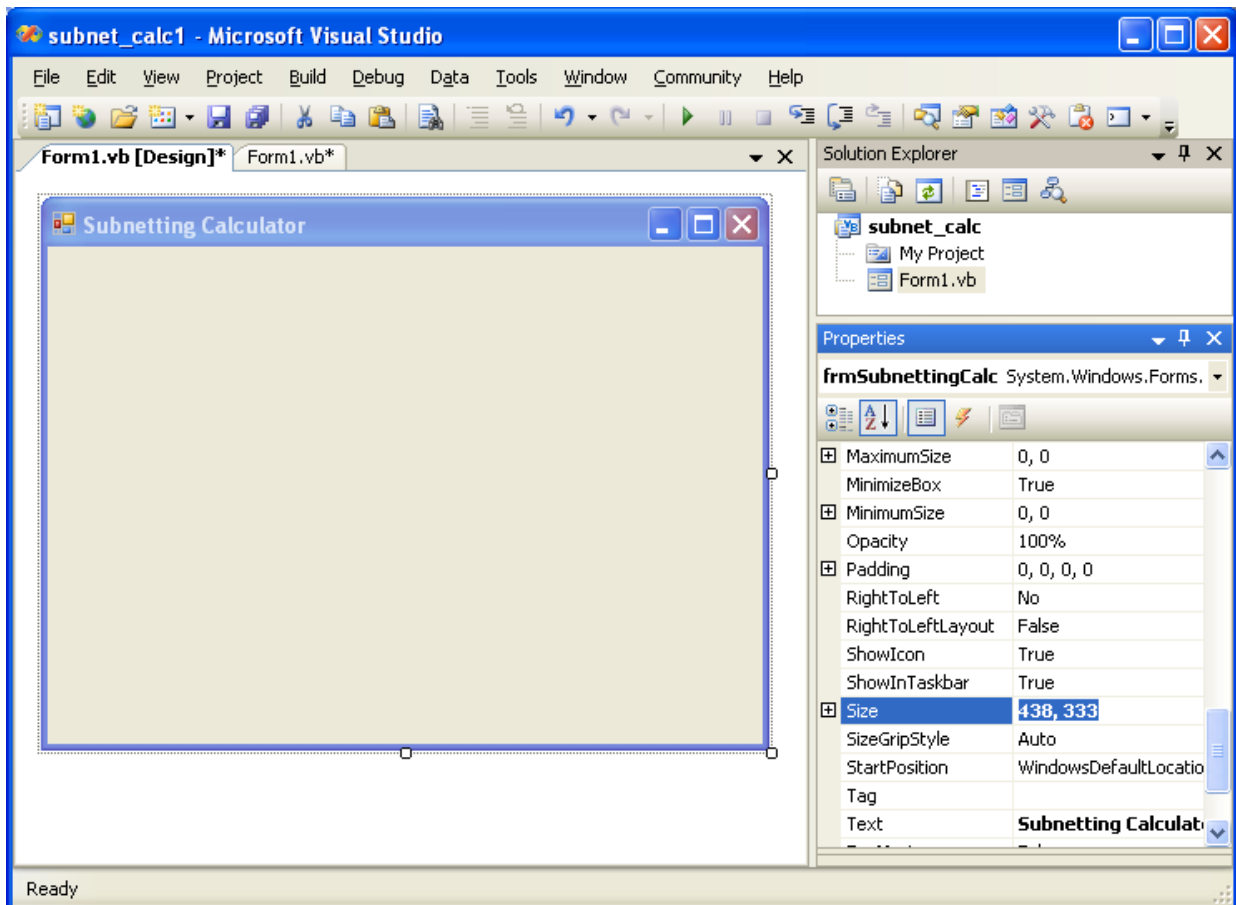 subnet_calc1 - Microsoft Visual Studio
File Edit View Project Build Debug Data Tools Window Community Help
Form1.vb [Design]* Form1.vb*
Subnetting Calculator
Solution Explorer
subnet_calc
My Project
Form1.vb
Properties
frmSubnettingCalc System.Windows.Forms.
MaximumSize 0, 0
MinimizeBox True
MinimumSize 0, 0
Opacity 100%
Padding 0, 0, 0, 0
RightToLeft No
RightToLeftLayout False
ShowIcon True
ShowInTaskbar True
Size 438, 333
SizeGripStyle Auto
StartPosition WindowsDefaultLocatio
Tag
Text Subnetting Calculat
Ready